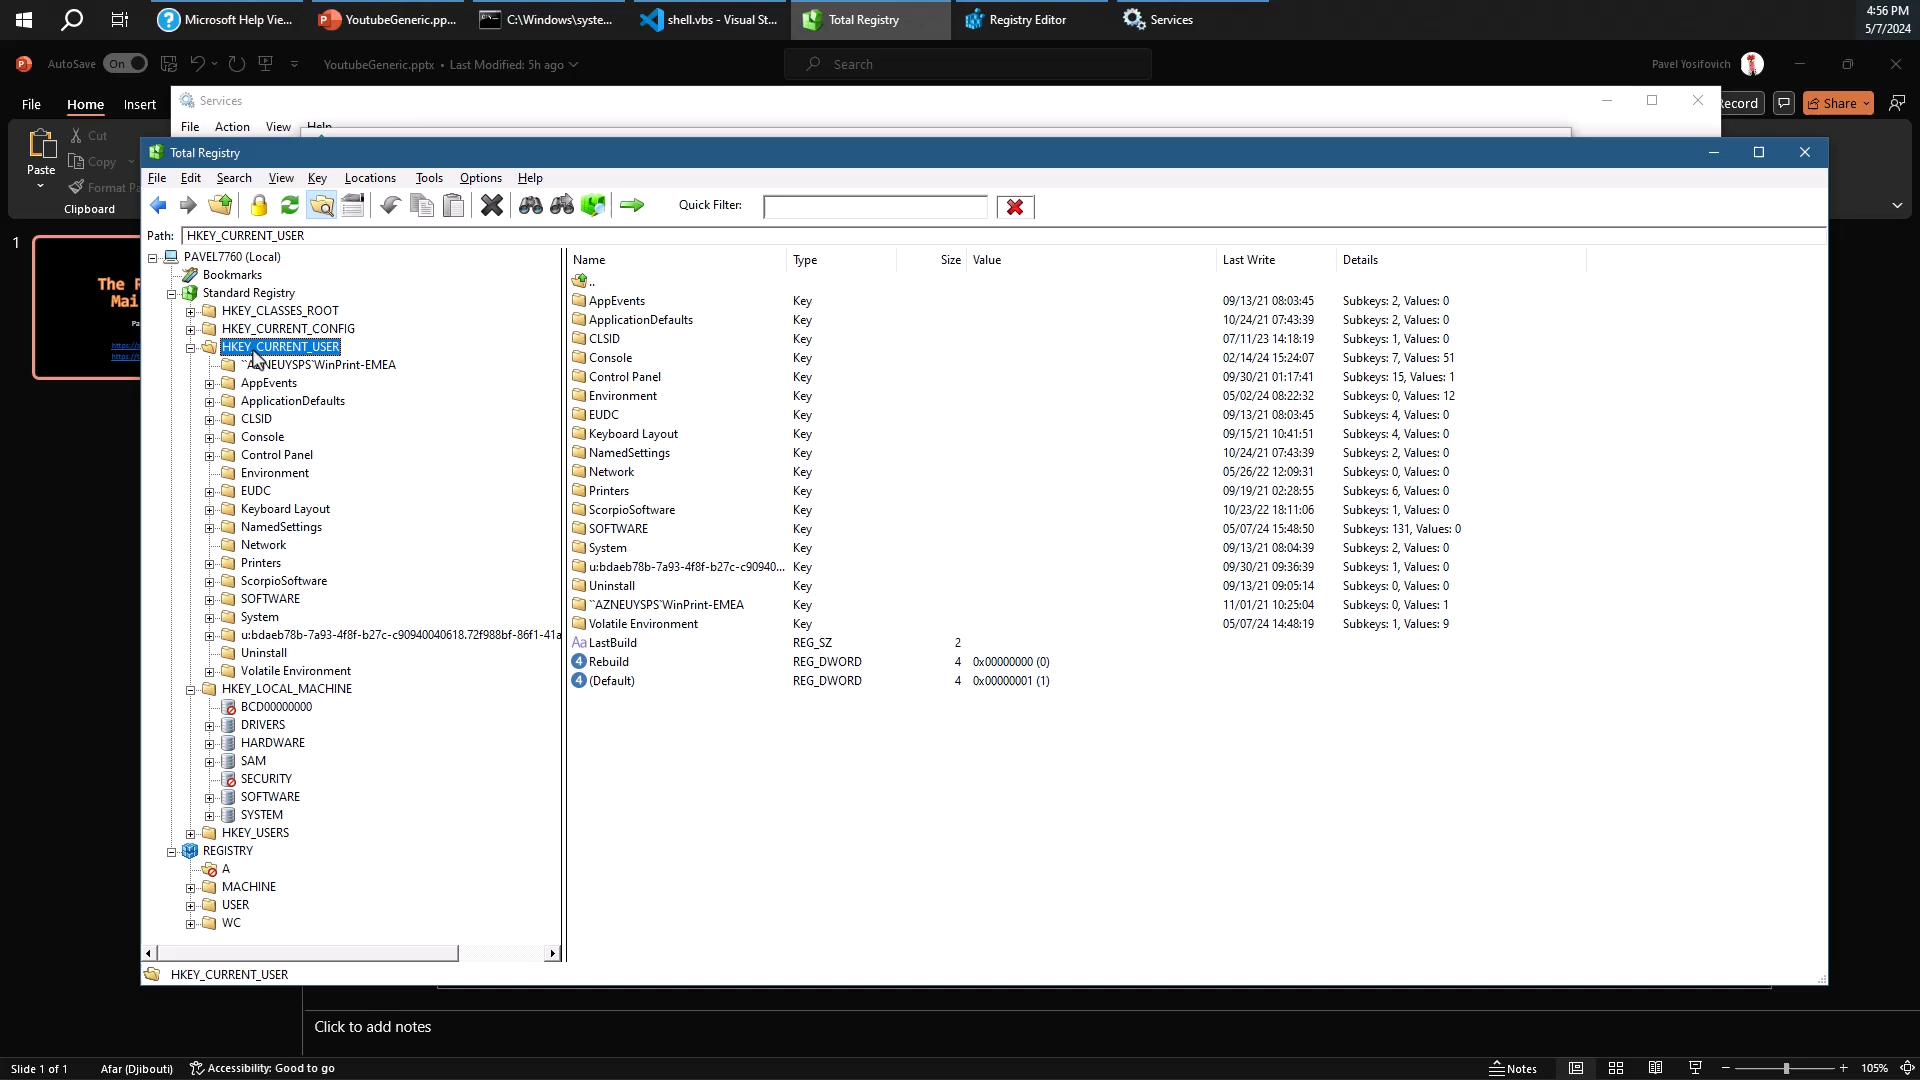 Microsoft Help Vie...
YoutubeGeneric.pp...
C:\Windows\syste...
shell.vbs - Visual St...
Total Registry
Registry Editor
Services
4:56 PM
5/7/2024
AutoSave
On
YoutubeGeneric.pptx • Last Modified: 5h ago
Search
Pavel Yosifovich
File
Home
Insert
Services
Share
File Action View Help
Paste
Cut
Copy
Clipboard
1
Total Registry
File Edit Search View Key Locations Tools Options Help
Quick Filter:
Path: HKEY_CURRENT_USER
PAVEL7760 (Local)
Bookmarks
Standard Registry
HKEY_CLASSES_ROOT
HKEY_CURRENT_CONFIG
HKEY_CURRENT_USER
AppEvents
ApplicationDefaults
CLSID
Console
Control Panel
Environment
EUDC
Keyboard Layout
NamedSettings
Network
Printers
ScorpioSoftware
SOFTWARE
System
u:bdaeb78b-7a93-4f8f-b27c-c90940040618.72f988bf-86f1-41a
Uninstall
Volatile Environment
HKEY_LOCAL_MACHINE
BCD00000000
DRIVERS
HARDWARE
SAM
SECURITY
SOFTWARE
SYSTEM
HKEY_USERS
REGISTRY
A
MACHINE
USER
WC
Name Type Size Value Last Write Details
..
AppEvents Key 09/13/21 08:03:45 Subkeys: 2, Values: 0
ApplicationDefaults Key 10/24/21 07:43:39 Subkeys: 2, Values: 0
CLSID Key 07/11/23 14:18:19 Subkeys: 1, Values: 0
Console Key 02/14/24 15:24:07 Subkeys: 7, Values: 51
Control Panel Key 09/30/21 01:17:41 Subkeys: 15, Values: 1
Environment Key 05/02/24 08:22:32 Subkeys: 0, Values: 12
EUDC Key 09/13/21 08:03:45 Subkeys: 4, Values: 0
Keyboard Layout Key 09/15/21 10:41:51 Subkeys: 4, Values: 0
NamedSettings Key 10/24/21 07:43:39 Subkeys: 2, Values: 0
Network Key 05/26/22 12:09:31 Subkeys: 0, Values: 0
Printers Key 09/19/21 02:28:55 Subkeys: 6, Values: 0
ScorpioSoftware Key 10/23/22 18:11:06 Subkeys: 1, Values: 0
SOFTWARE Key 05/07/24 15:48:50 Subkeys: 131, Values: 0
System Key 09/13/21 08:04:39 Subkeys: 2, Values: 0
u:bdaeb78b-7a93-4f8f-b27c-c90940... Key 09/30/21 09:36:39 Subkeys: 1, Values: 0
Uninstall Key 09/13/21 09:05:14 Subkeys: 0, Values: 0
``AZNEUYSPS`WinPrint-EMEA Key 11/01/21 10:25:04 Subkeys: 0, Values: 1
Volatile Environment Key 05/07/24 14:48:19 Subkeys: 1, Values: 9
LastBuild REG_SZ 2
Rebuild REG_DWORD 4 0x00000000 (0)
(Default) REG_DWORD 4 0x00000001 (1)
HKEY_CURRENT_USER
Click to add notes
Slide 1 of 1 Afar (Djibouti) Accessibility: Good to go Notes 105%